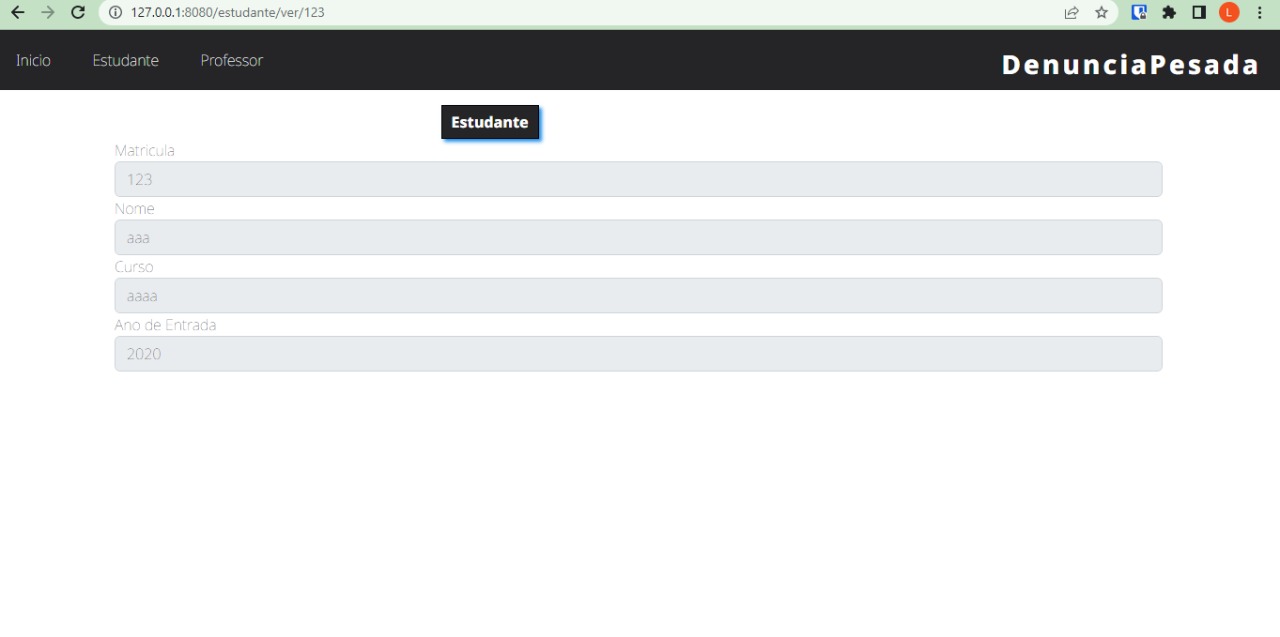 127.0.0.1:8080/estudante/ver/123
L
Inicio Estudante Professor DenunciaPesada
Estudante
Matricula
123
Nome
aaa
Curso
aaaa
Ano de Entrada
2020